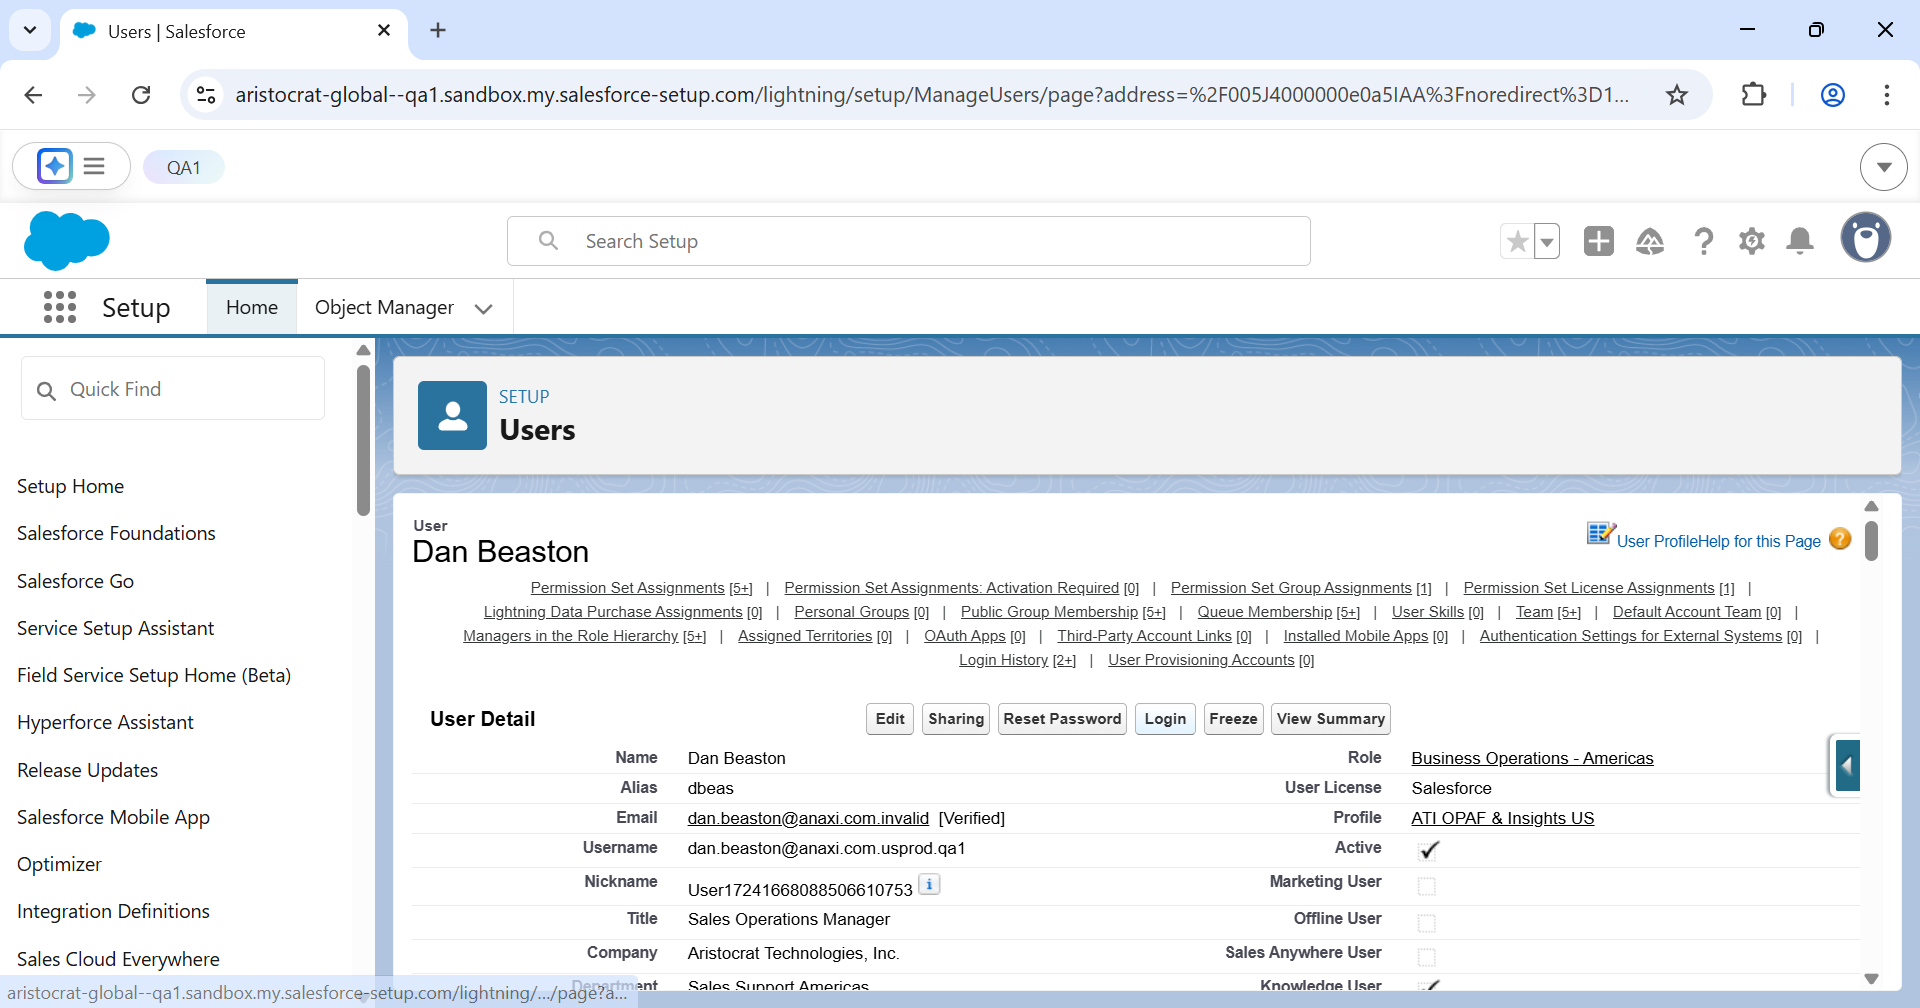 Users | Salesforce
aristocrat-global--qa1.sandbox.my.salesforce-setup.com/lightning/setup/ManageUsers/page?address=%2F005J4000000e0a5IAA%3Fnoredirect%3D1...
QA1
Search Setup
Setup
Home
Object Manager
Quick Find
Setup Home
Salesforce Foundations
Salesforce Go
Service Setup Assistant
Field Service Setup Home (Beta)
Hyperforce Assistant
Release Updates
Salesforce Mobile App
Optimizer
Integration Definitions
Sales Cloud Everywhere
SETUP
Users
User
Dan Beaston
User Profile Help for this Page
Permission Set Assignments [5+] | Permission Set Assignments: Activation Required [0] | Permission Set Group Assignments [1] | Permission Set License Assignments [1] |
Lightning Data Purchase Assignments [0] | Personal Groups [0] | Public Group Membership [5+] | Queue Membership [5+] | User Skills [0] | Team [5+] | Default Account Team [0] |
Managers in the Role Hierarchy [5+] | Assigned Territories [0] | OAuth Apps [0] | Third-Party Account Links [0] | Installed Mobile Apps [0] | Authentication Settings for External Systems [0] |
Login History [2+] | User Provisioning Accounts [0]
User Detail
Edit Sharing Reset Password Login Freeze View Summary
Name Dan Beaston Role Business Operations - Americas
Alias dbeas User License Salesforce
Email dan.beaston@anaxi.com.invalid [Verified] Profile ATI OPAF & Insights US
Username dan.beaston@anaxi.com.usprod.qa1 Active
Nickname User17241668088506610753 Marketing User
Title Sales Operations Manager Offline User
Company Aristocrat Technologies, Inc. Sales Anywhere User
Department Sales Support Americas Knowledge User
aristocrat-global--qa1.sandbox.my.salesforce-setup.com/lightning/.../page?a...